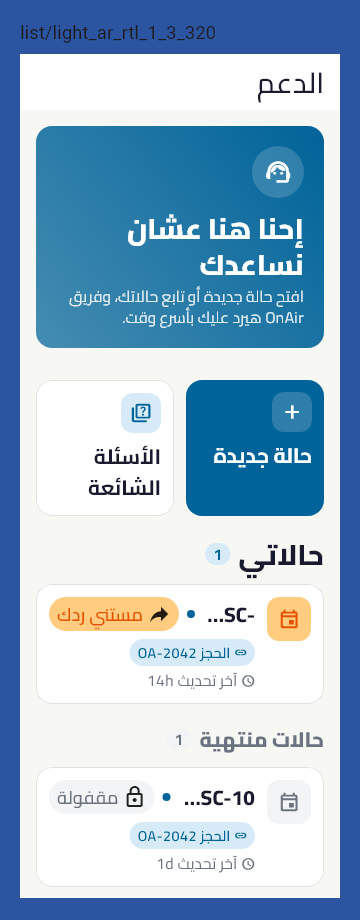 list/light_ar_rtl_1_3_320
الدعم
إحنا هنا عشان
نساعدك
افتح حالة جديدة أو تابع حالاتك، وفريق
OnAir هيرد عليك بأسرع وقت.
حالة جديدة
الأسئلة
الشائعة
حالاتي 1
SC-... • مستني ردك
الحجز OA-2042
آخر تحديث 14h
حالات منتهية 1
SC-10... • مقفولة
الحجز OA-2042
آخر تحديث 1d